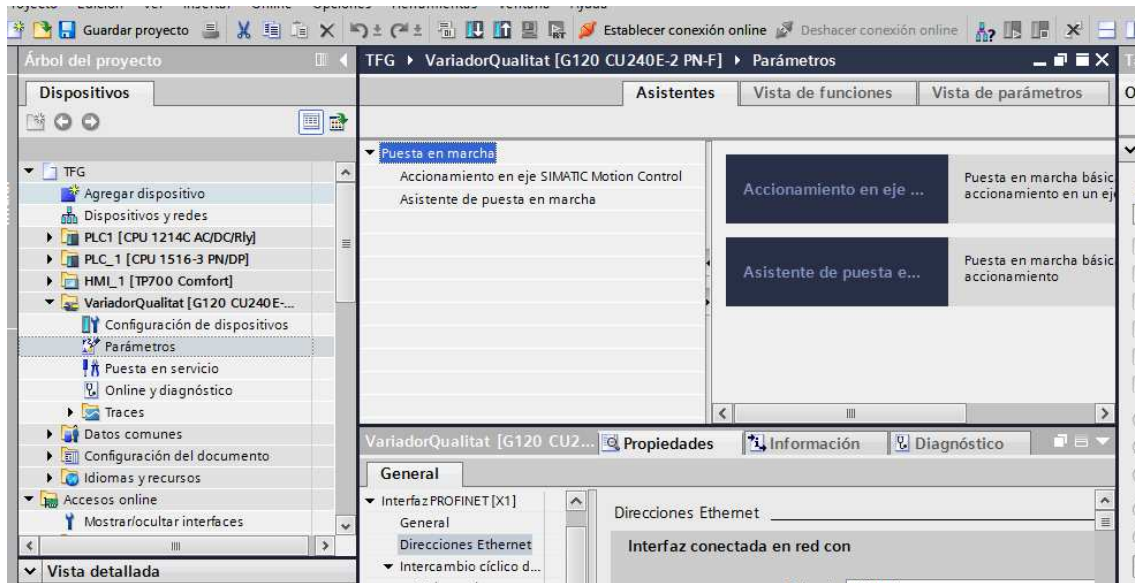 Guardar proyecto
Establecer conexión online
Deshacer conexión online
Árbol del proyecto
Dispositivos
TFG
Agregar dispositivo
Dispositivos y redes
PLC1 [CPU 1214C AC/DC/Rly]
PLC_1 [CPU 1516-3 PN/DP]
HMI_1 [TP700 Comfort]
VariadorQualitat [G120 CU240E-...
Configuración de dispositivos
Parámetros
Puesta en servicio
Online y diagnóstico
Traces
Datos comunes
Configuración del documento
Idiomas y recursos
Accesos online
Mostrar/ocultar interfaces
Vista detallada
TFG VariadorQualitat [G120 CU240E-2 PN-F] Parámetros
Asistentes
Vista de funciones
Vista de parámetros
Puesta en marcha
Accionamiento en eje SIMATIC Motion Control
Asistente de puesta en marcha
Accionamiento en eje ...
Puesta en marcha básic
accionamiento en un eje
Asistente de puesta e...
Puesta en marcha básic
accionamiento
VariadorQualitat [G120 CU2...
Propiedades
Información
Diagnóstico
General
Interfaz PROFINET [X1]
General
Direcciones Ethernet
Intercambio cíclico d...
Direcciones Ethernet
Interfaz conectada en red con